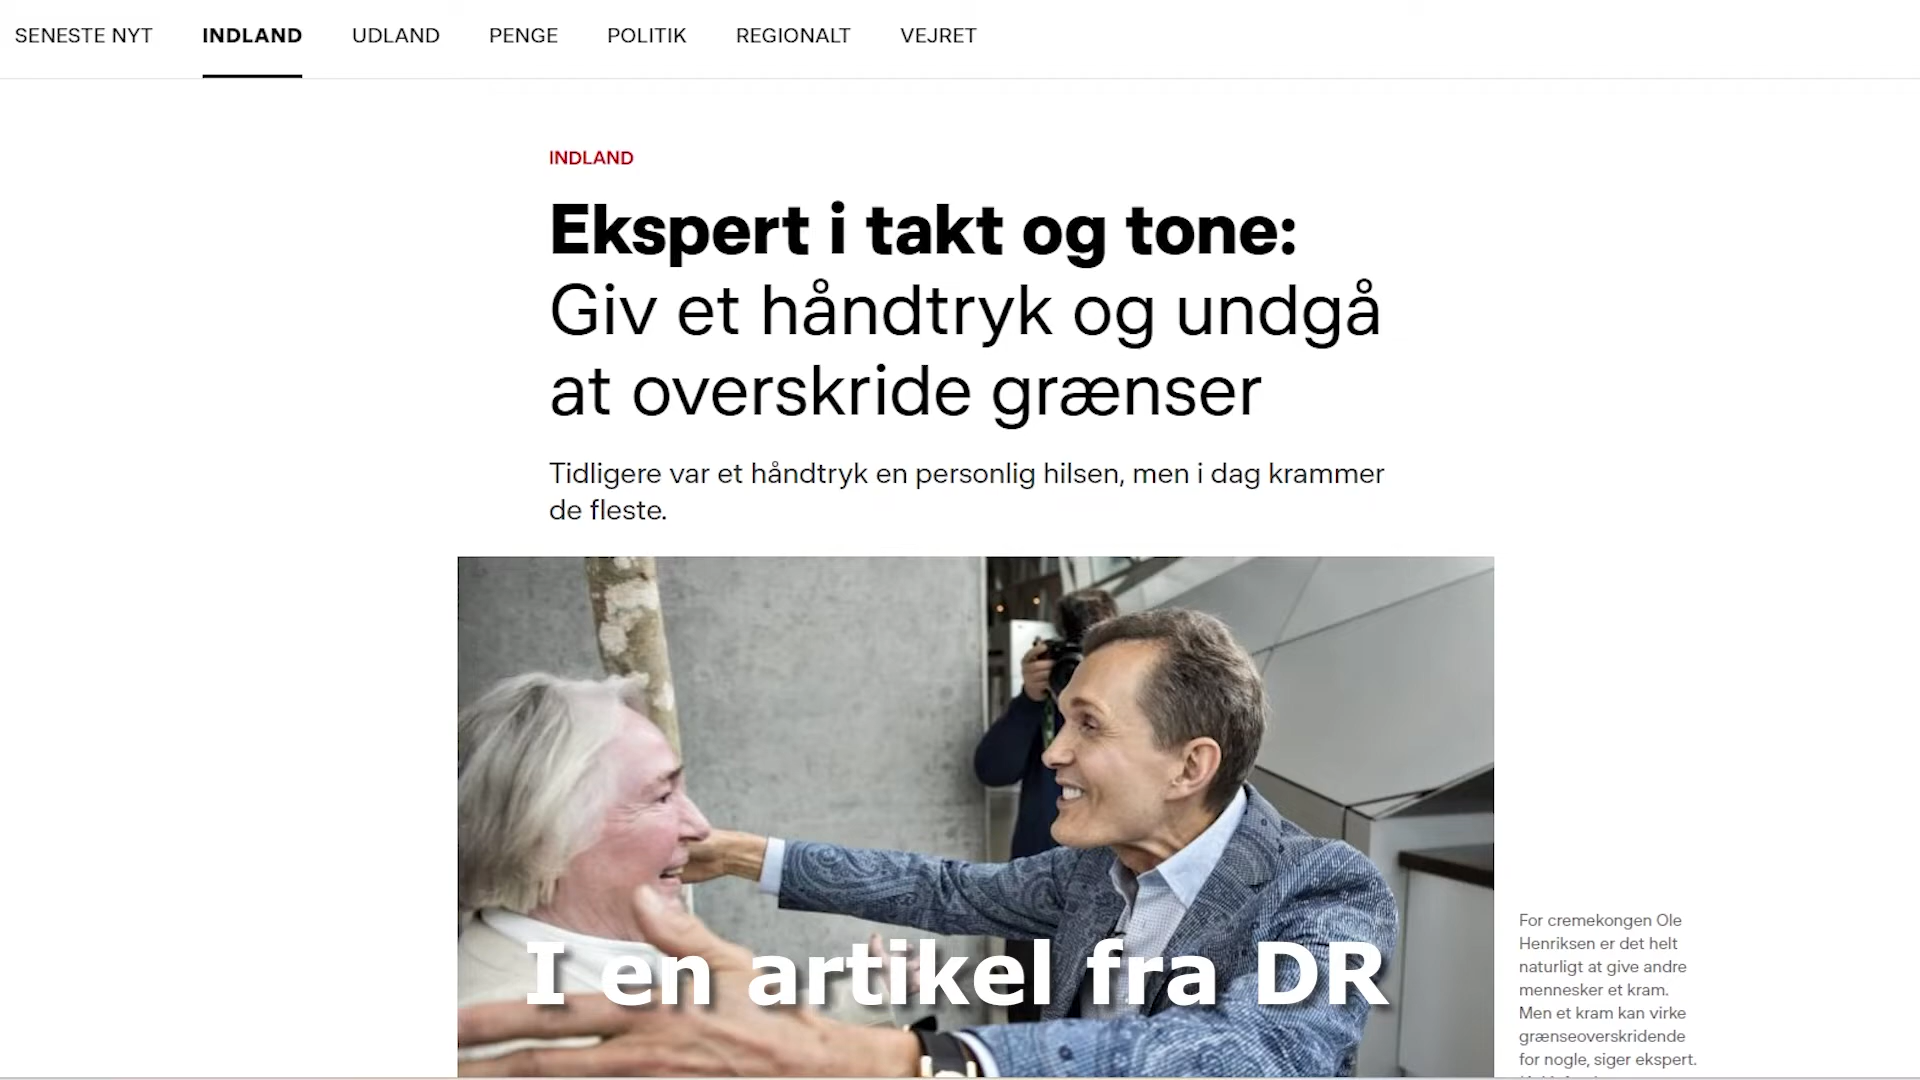 SENESTE NYT INDLAND UDLAND PENGE POLITIK REGIONALT VEJRET
INDLAND
Ekspert i takt og tone:
Giv et håndtryk og undgå
at overskride grænser
Tidligere var et håndtryk en personlig hilsen, men i dag krammer
de fleste.
I en artikel fra DR
For cremekongen Ole
Henriksen er det helt
naturligt at give andre
mennesker et kram.
Men et kram kan virke
grænseoverskridende
for nogle, siger ekspert.